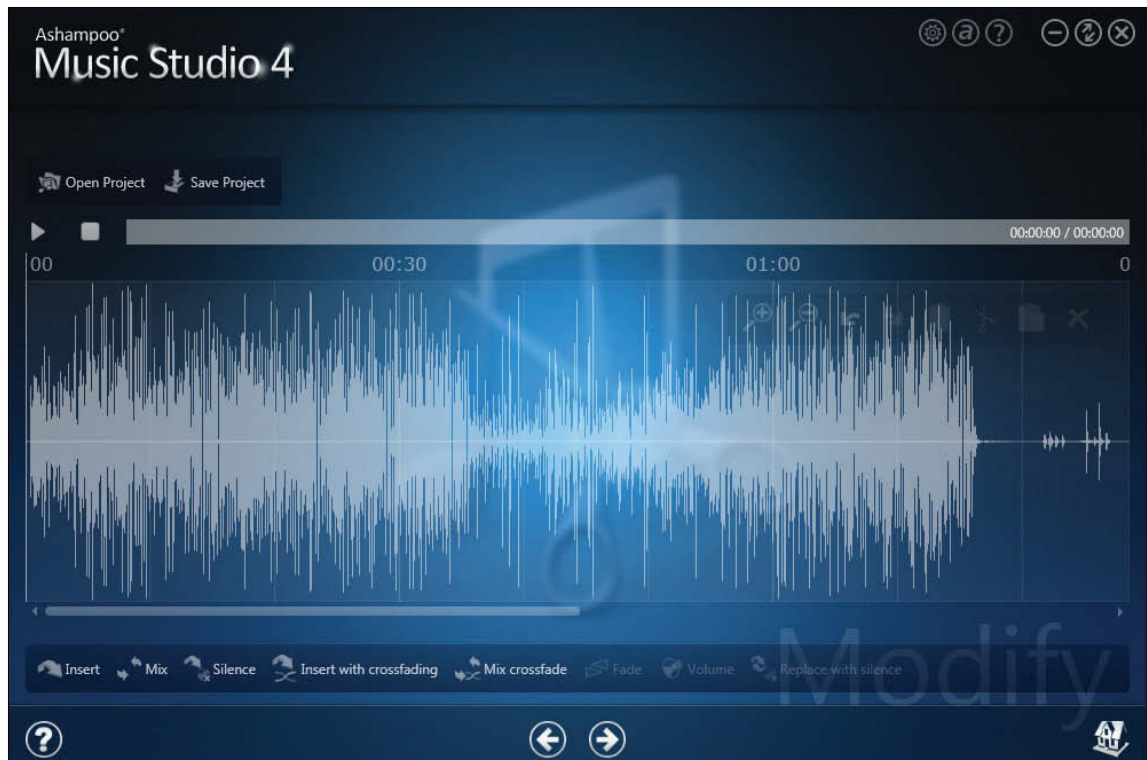 Ashampoo®
Music Studio 4
Open Project Save Project
00:00:00 / 00:00:00
00 00:30 01:00 0
Insert Mix Silence Insert with crossfading Mix crossfade Fade Volume Replace with silence
Modify